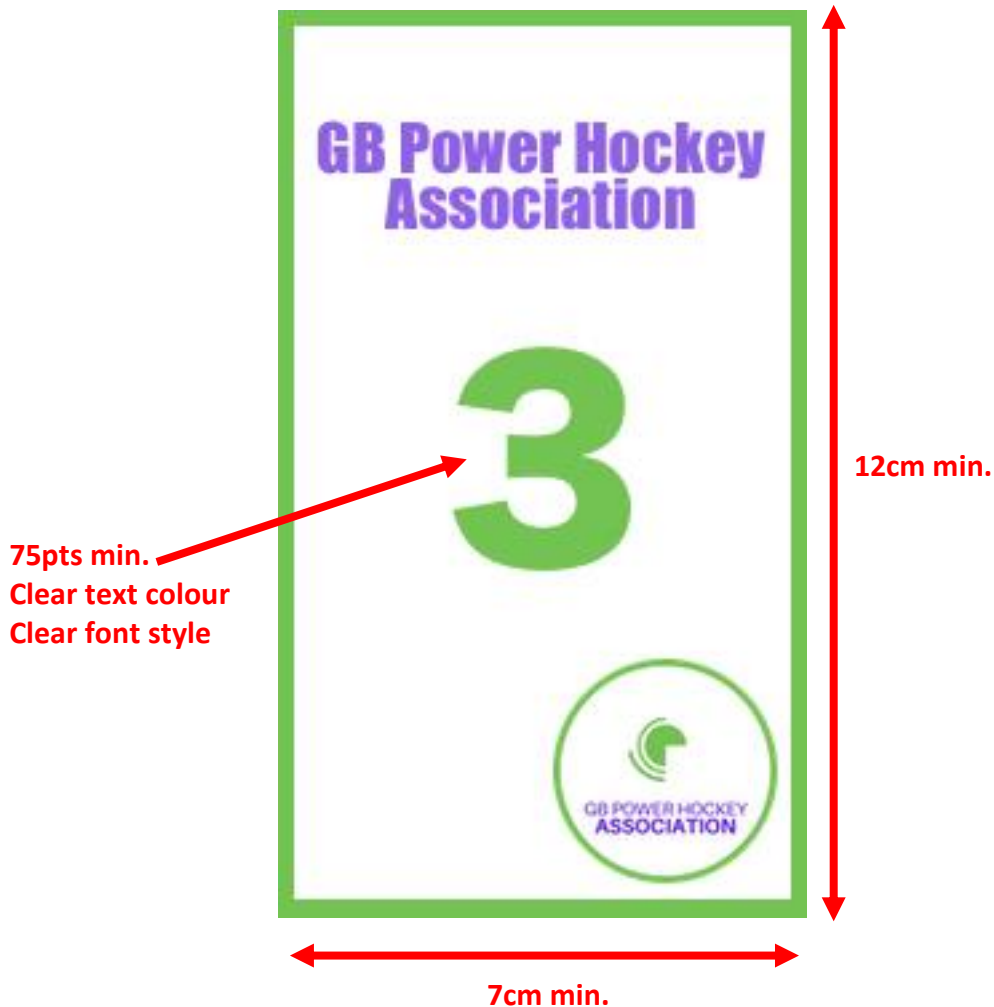 GB Power Hockey
Association
3
12cm min.
75pts min.
Clear text colour
Clear font style
GB POWER HOCKEY
ASSOCIATION
7cm min.